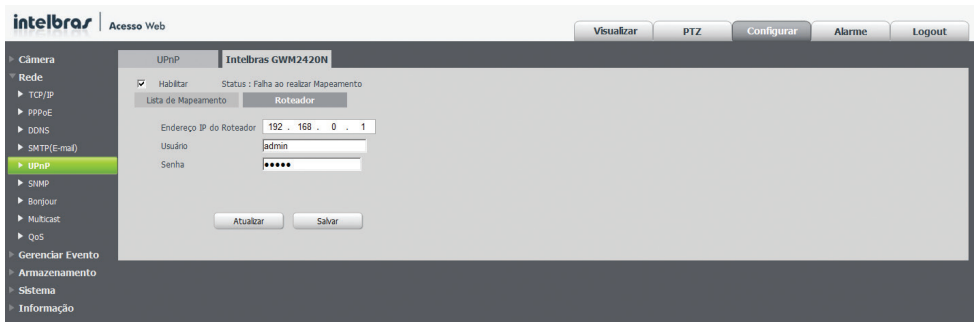 intelbras Acesso Web
Visualizar PTZ Configurar Alarme Logout
Câmera
Rede
TCP/IP
PPPoE
DDNS
SMTP(E-mail)
UPnP
SNMP
Bonjour
Multicast
QoS
Gerenciar Evento
Armazenamento
Sistema
Informação
UPnP Intelbras GWM2420N
Habilitar Status : Falha ao realizar Mapeamento
Lista de Mapeamento Roteador
Endereço IP do Roteador 192 . 168 . 0 . 1
Usuário admin
Senha •••••
Atualizar Salvar